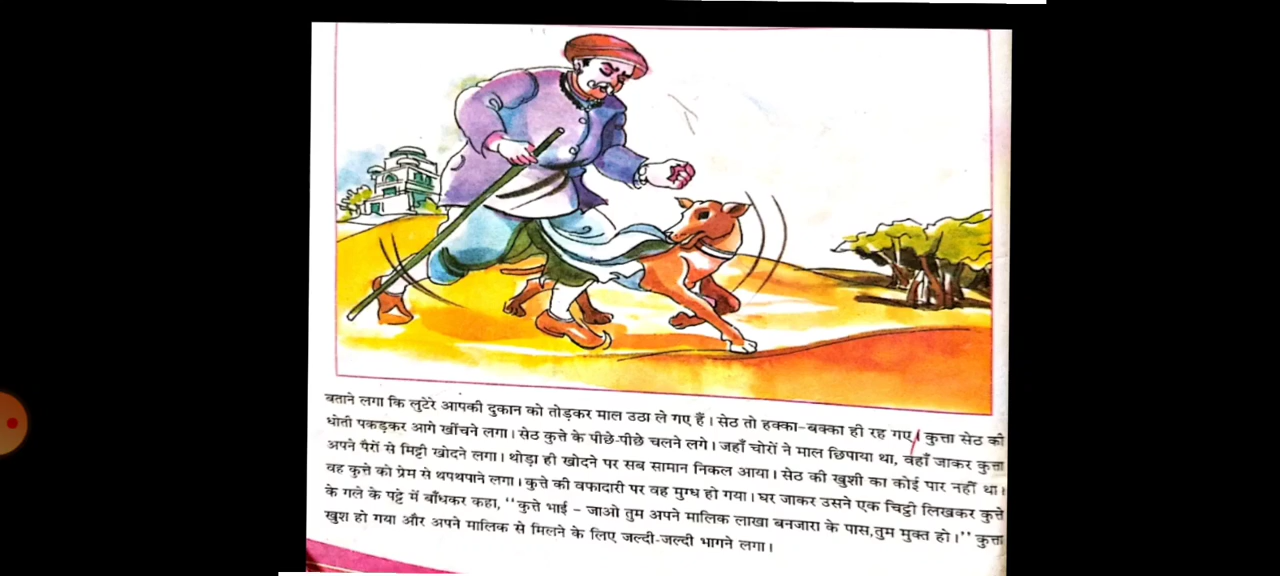 बताने लगा कि लुटेरे आपकी दुकान को तोड़कर माल उठा ले गए हैं। सेठ तो हक्का-बक्का ही रह गए। कुत्ता सेठ की
धोती पकड़कर आगे खींचने लगा। सेठ कुत्ते के पीछे-पीछे चलने लगे। जहाँ चोरों ने माल छिपाया था, वहाँ जाकर कुत्ता
अपने पैरों से मिट्टी खोदने लगा। थोड़ा ही खोदने पर सब सामान निकल आया। सेठ की खुशी का कोई पार नहीं था।
वह कुत्ते को प्रेम से थपथपाने लगा। कुत्ते की वफादारी पर वह मुग्ध हो गया। घर जाकर उसने एक चिट्ठी लिखकर कुत्ते
के गले के पट्टे में बाँधकर कहा, "कुत्ते भाई – जाओ तुम अपने मालिक लाखा बनजारा के पास,तुम मुक्त हो।" कुत्ता
खुश हो गया और अपने मालिक से मिलने के लिए जल्दी-जल्दी भागने लगा।